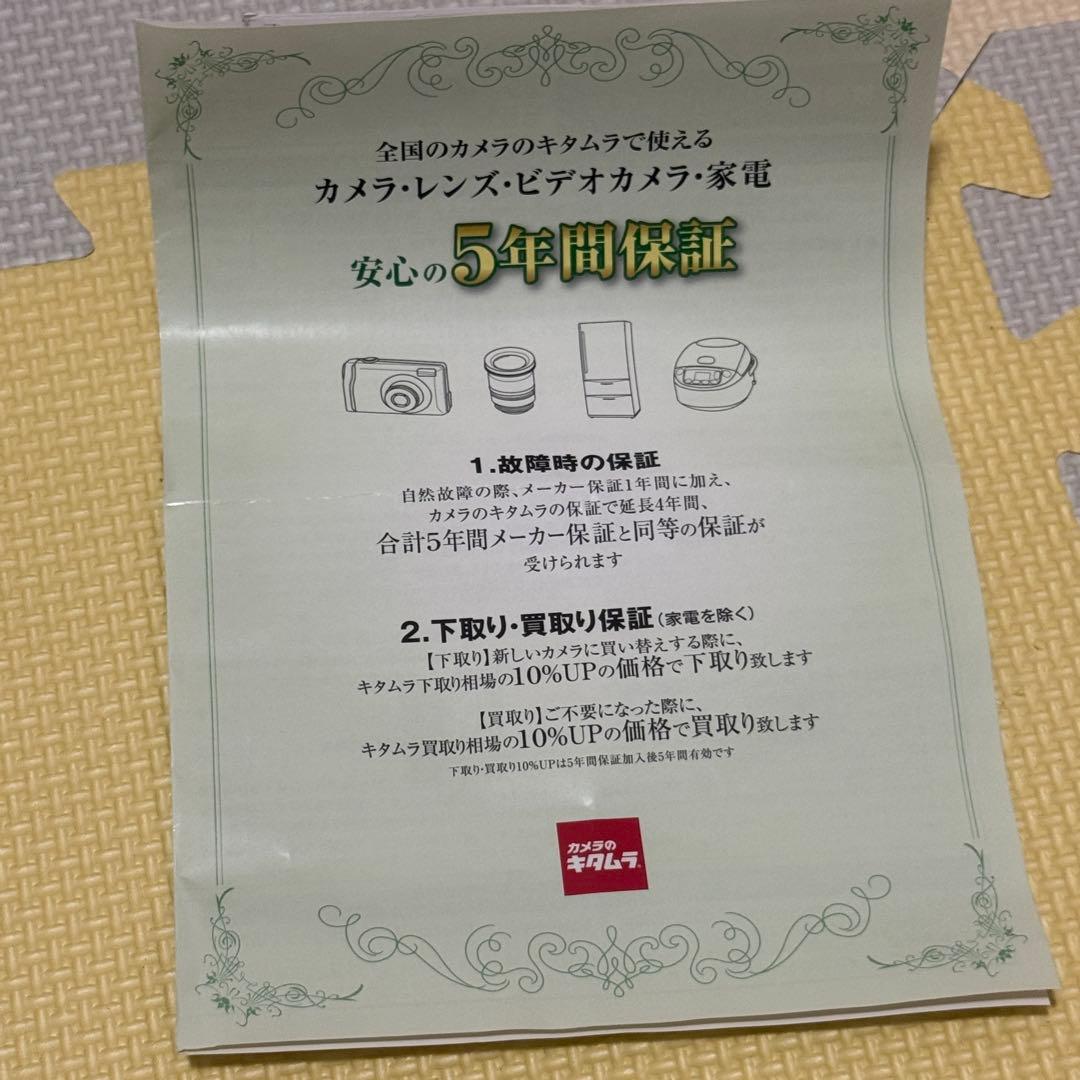 全国のカメラのキタムラで使える
カメラ・レンズ・ビデオカメラ・家電
安心の5年間保証
1.故障時の保証
自然故障の際、メーカー保証1年間に加え、
カメラのキタムラの保証で延長4年間、
合計5年間メーカー保証と同等の保証が
受けられます
2.下取り・買取り保証(家電を除く)
【下取り】新しいカメラに買い替えする際に、
キタムラ下取り相場の10%UPの価格で下取り致します
【買取り】ご不要になった際に、
キタムラ買取り相場の10%UPの価格で買取り致します
下取り・買取り10%UPは5年間保証加入後5年間有効です
カメラの
キタムラ